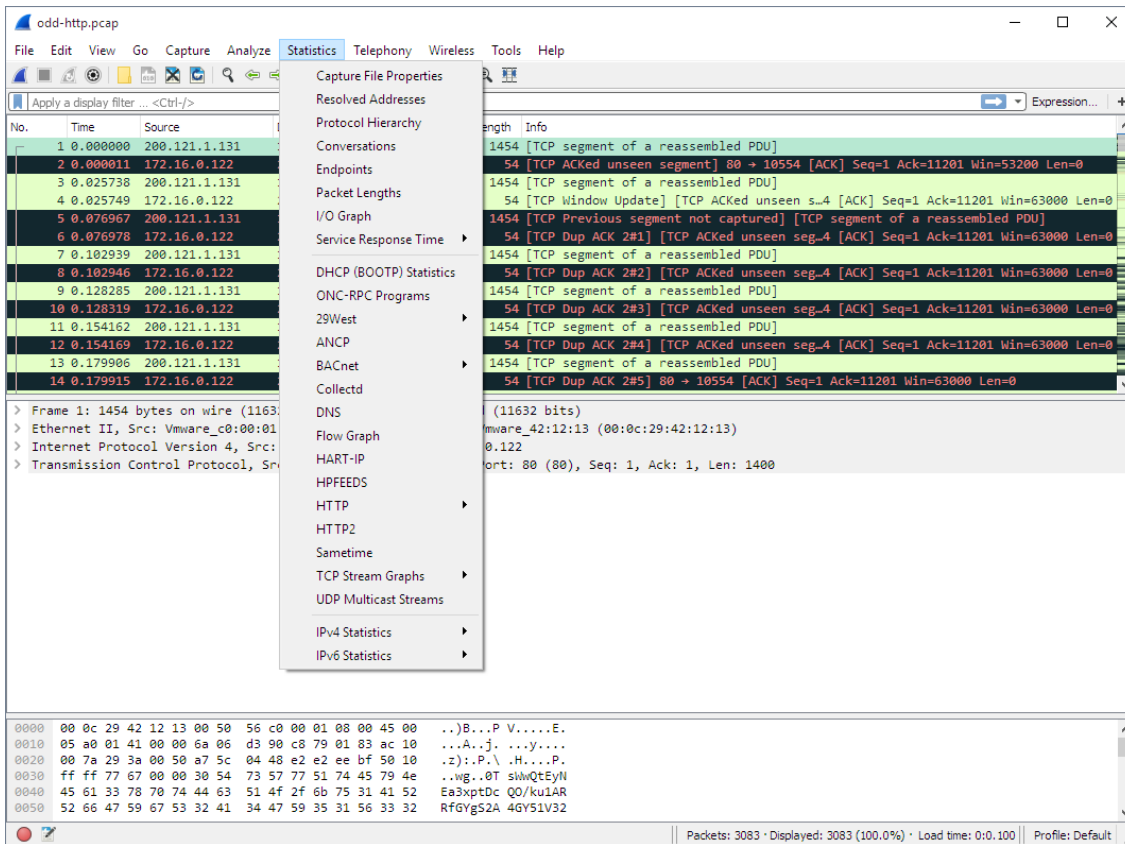 odd-http.pcap
File Edit View Go Capture Analyze Statistics Telephony Wireless Tools Help
Apply a display filter ... <Ctrl-/> Expression... +
No. Time Source Length Info
1 0.000000 200.121.1.131 1454 [TCP segment of a reassembled PDU]
2 0.000011 172.16.0.122 54 [TCP ACKed unseen segment] 80 → 10554 [ACK] Seq=1 Ack=11201 Win=53200 Len=0
3 0.025738 200.121.1.131 1454 [TCP segment of a reassembled PDU]
4 0.025749 172.16.0.122 54 [TCP Window Update] [TCP ACKed unseen s…4 [ACK] Seq=1 Ack=11201 Win=63000 Len=0
5 0.076967 200.121.1.131 1454 [TCP Previous segment not captured] [TCP segment of a reassembled PDU]
6 0.076978 172.16.0.122 54 [TCP Dup ACK 2#1] [TCP ACKed unseen seg…4 [ACK] Seq=1 Ack=11201 Win=63000 Len=0
7 0.102939 200.121.1.131 1454 [TCP segment of a reassembled PDU]
8 0.102946 172.16.0.122 54 [TCP Dup ACK 2#2] [TCP ACKed unseen seg…4 [ACK] Seq=1 Ack=11201 Win=63000 Len=0
9 0.128285 200.121.1.131 1454 [TCP segment of a reassembled PDU]
10 0.128319 172.16.0.122 54 [TCP Dup ACK 2#3] [TCP ACKed unseen seg…4 [ACK] Seq=1 Ack=11201 Win=63000 Len=0
11 0.154162 200.121.1.131 1454 [TCP segment of a reassembled PDU]
12 0.154169 172.16.0.122 54 [TCP Dup ACK 2#4] [TCP ACKed unseen seg…4 [ACK] Seq=1 Ack=11201 Win=63000 Len=0
13 0.179906 200.121.1.131 1454 [TCP segment of a reassembled PDU]
14 0.179915 172.16.0.122 54 [TCP Dup ACK 2#5] 80 → 10554 [ACK] Seq=1 Ack=11201 Win=63000 Len=0
Capture File Properties
Resolved Addresses
Protocol Hierarchy
Conversations
Endpoints
Packet Lengths
I/O Graph
Service Response Time
DHCP (BOOTP) Statistics
ONC-RPC Programs
29West
ANCP
BACnet
Collectd
DNS
Flow Graph
HART-IP
HPFEEDS
HTTP
HTTP2
Sametime
TCP Stream Graphs
UDP Multicast Streams
IPv4 Statistics
IPv6 Statistics
> Frame 1: 1454 bytes on wire (1163 (11632 bits)
> Ethernet II, Src: Vmware_c0:00:01 mware_42:12:13 (00:0c:29:42:12:13)
> Internet Protocol Version 4, Src: 0.122
> Transmission Control Protocol, Sr ort: 80 (80), Seq: 1, Ack: 1, Len: 1400
0000 00 0c 29 42 12 13 00 50 56 c0 00 01 08 00 45 00 ..)B...P V.....E.
0010 05 a0 01 41 00 00 6a 06 d3 90 c8 79 01 83 ac 10 ...A..j. ...y....
0020 00 7a 29 3a 00 50 a7 5c 04 48 e2 e2 ee bf 50 10 .z):.P.\ .H....P.
0030 ff ff 77 67 00 00 30 54 73 57 77 51 74 45 79 4e ..wg..0T sWwQtEyN
0040 45 61 33 78 70 74 44 63 51 4f 2f 6b 75 31 41 52 Ea3xptDc QO/ku1AR
0050 52 66 47 59 67 53 32 41 34 47 59 35 31 56 33 32 RfGYgS2A 4GY51V32
Packets: 3083 · Displayed: 3083 (100.0%) · Load time: 0:0.100 Profile: Default